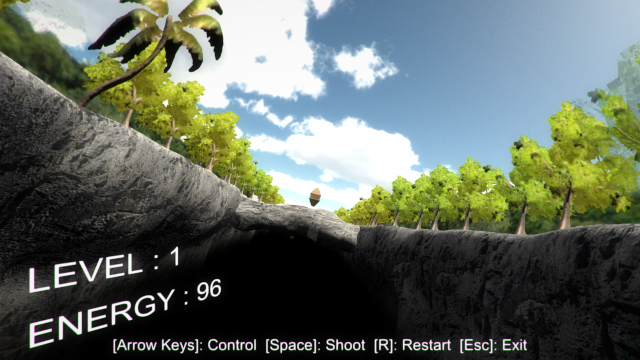 LEVEL : 1
ENERGY : 96
[Arrow Keys]: Control [Space]: Shoot [R]: Restart [Esc]: Exit